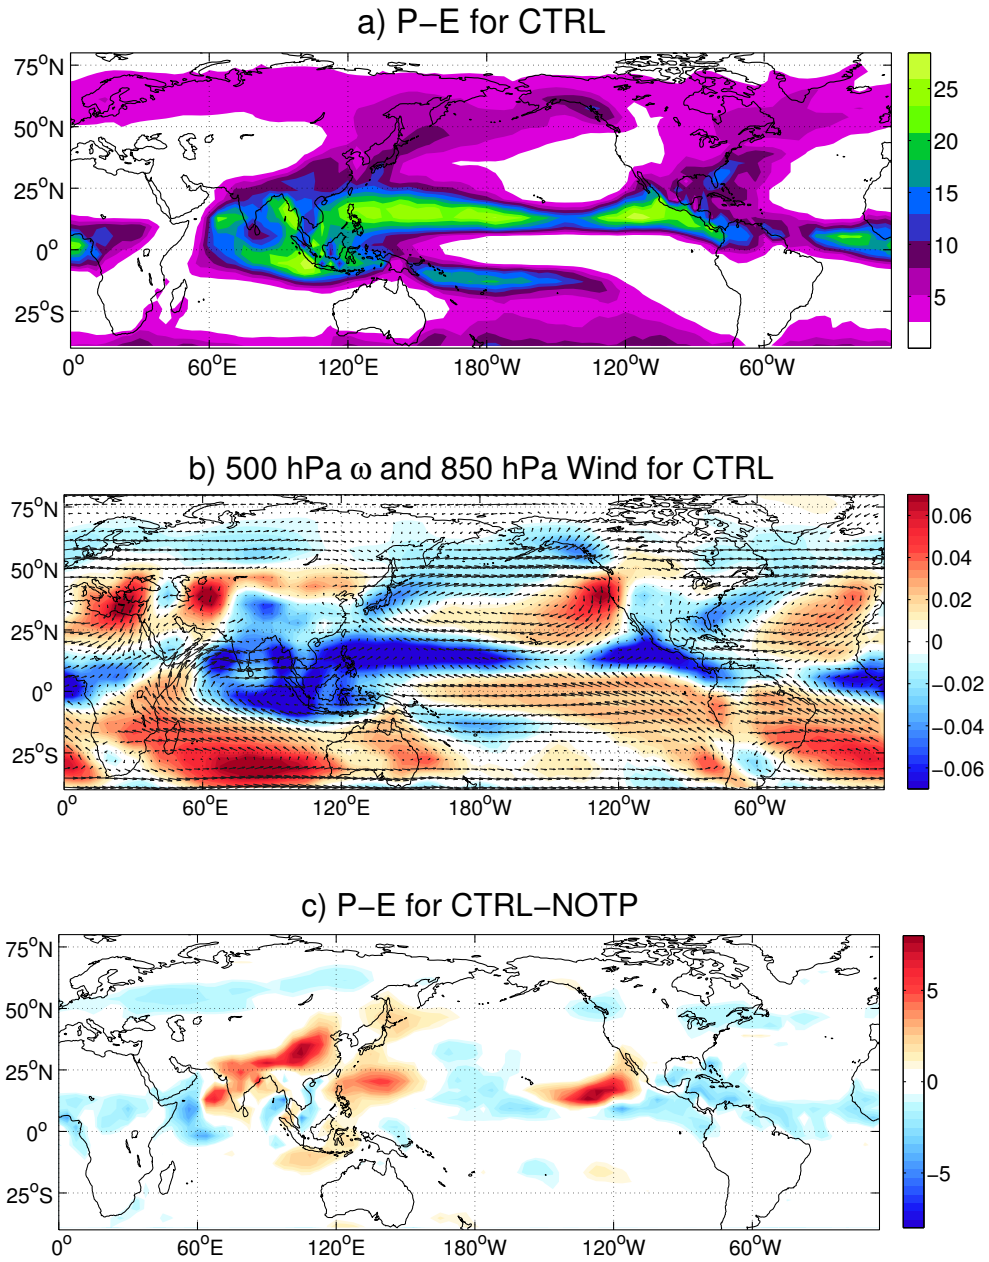 a) P−E for CTRL
75°N
50°N
25°N
0°
25°S
0° 60°E 120°E 180°W 120°W 60°W
25
20
15
10
5
b) 500 hPa ω and 850 hPa Wind for CTRL
75°N
50°N
25°N
0°
25°S
0° 60°E 120°E 180°W 120°W 60°W
0.06
0.04
0.02
0
−0.02
−0.04
−0.06
c) P−E for CTRL−NOTP
75°N
50°N
25°N
0°
25°S
0° 60°E 120°E 180°W 120°W 60°W
5
0
−5